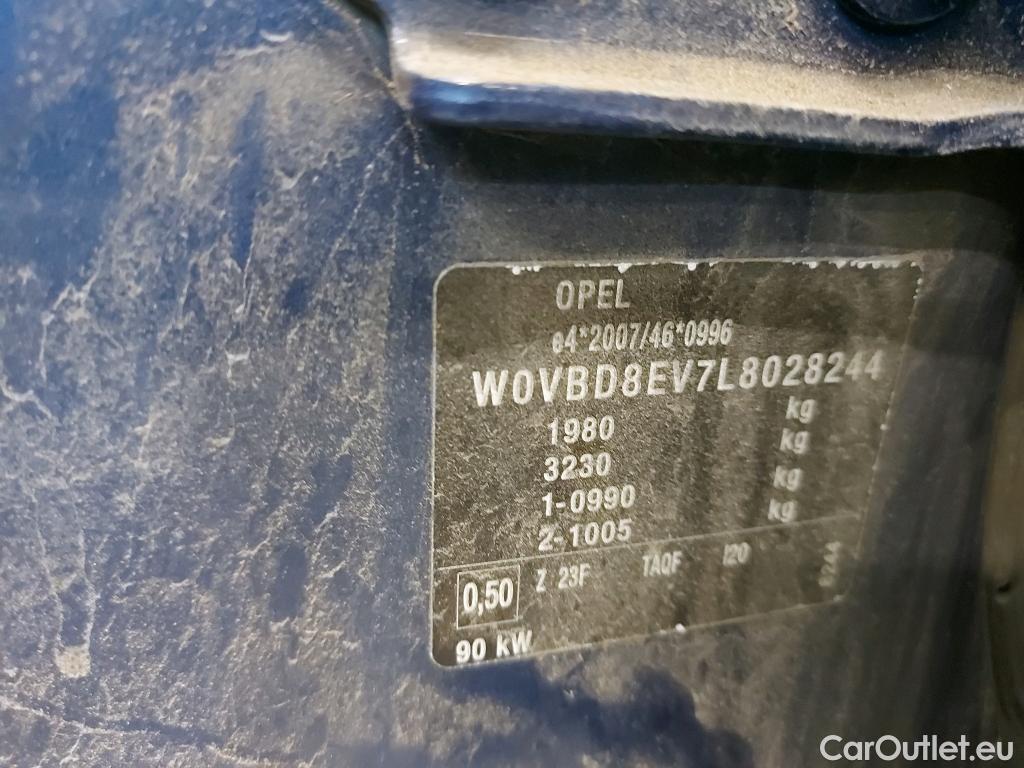 OPEL
e4*2007/46*0996
W0VBD8EV7L8028244
1980 kg
3230 kg
1-0990 kg
2-1005 kg
0,50 Z 23F TAQF I20
90 kW
CarOutlet.eu